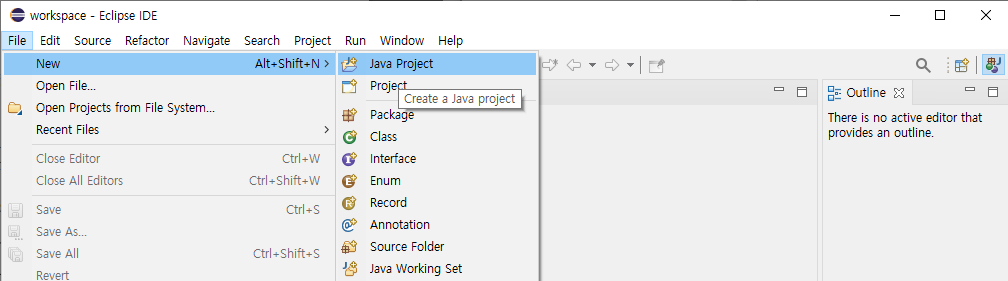 workspace - Eclipse IDE
File Edit Source Refactor Navigate Search Project Run Window Help
New Alt+Shift+N
Open File...
Open Projects from File System...
Recent Files
Close Editor Ctrl+W
Close All Editors Ctrl+Shift+W
Save Ctrl+S
Save As...
Save All Ctrl+Shift+S
Revert
Java Project
Project
Create a Java project
Package
Class
Interface
Enum
Record
Annotation
Source Folder
Java Working Set
Outline
There is no active editor that
provides an outline.